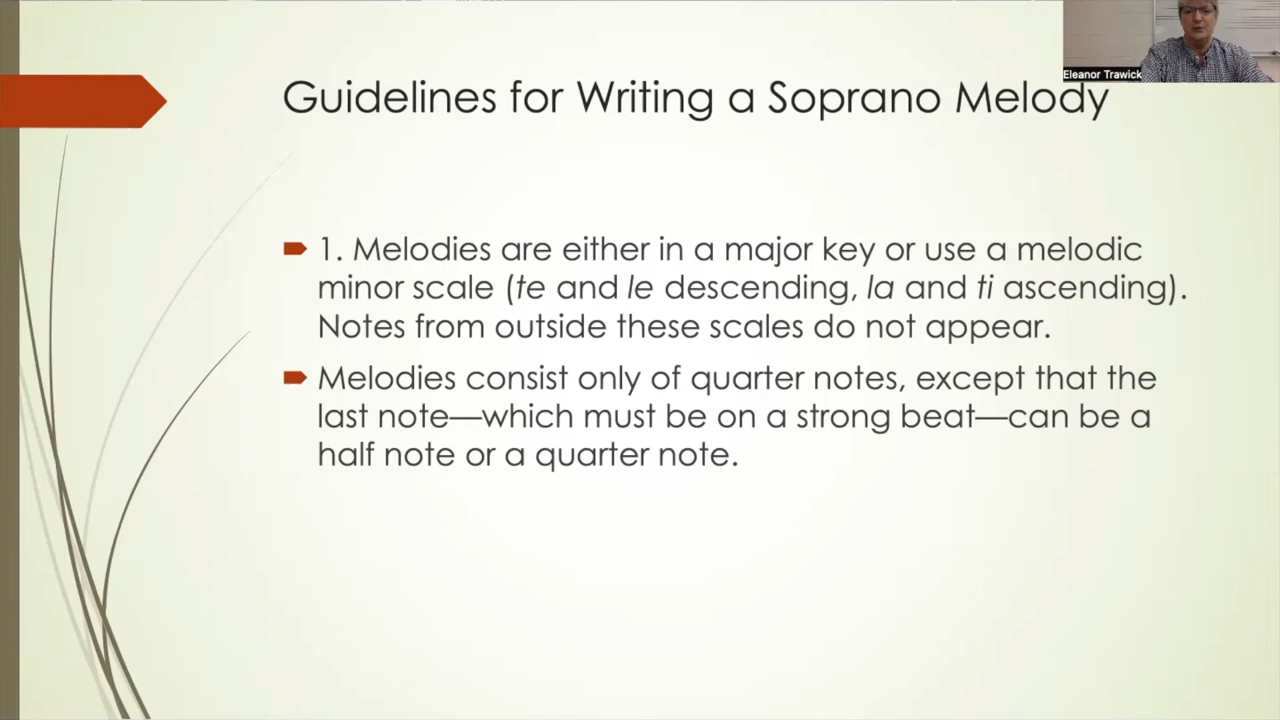 Eleanor Trawick
Guidelines for Writing a Soprano Melody
1. Melodies are either in a major key or use a melodic
minor scale (te and le descending, la and ti ascending).
Notes from outside these scales do not appear.
Melodies consist only of quarter notes, except that the
last note—which must be on a strong beat—can be a
half note or a quarter note.